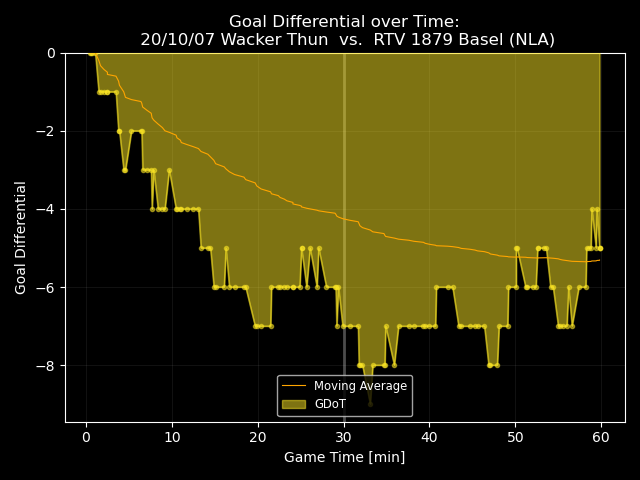 Goal Differential over Time:
20/10/07 Wacker Thun  vs.  RTV 1879 Basel (NLA)
0
−2
−4
−6
−8
Goal Differential
Moving Average
GDoT
0 10 20 30 40 50 60
Game Time [min]